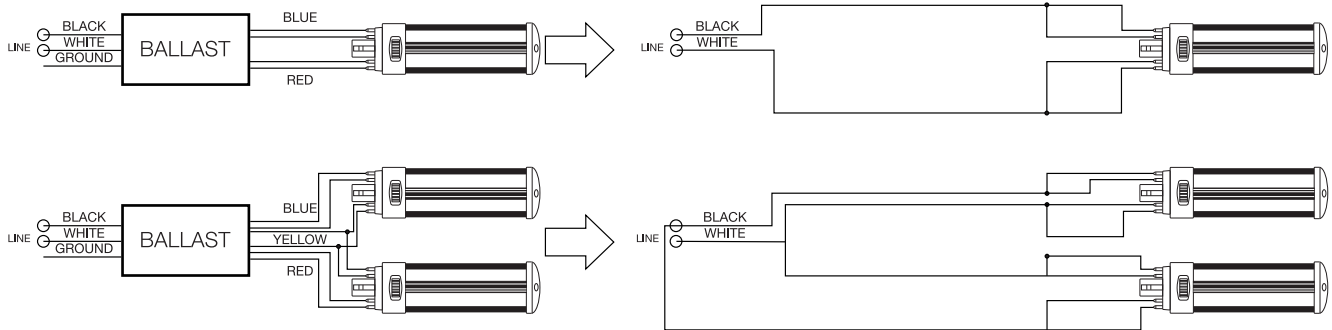 BLACK
WHITE
LINE
GROUND
BALLAST
BLUE
RED
BLACK
LINE
WHITE
BLACK
WHITE
LINE
GROUND
BALLAST
BLUE
YELLOW
RED
BLACK
LINE
WHITE